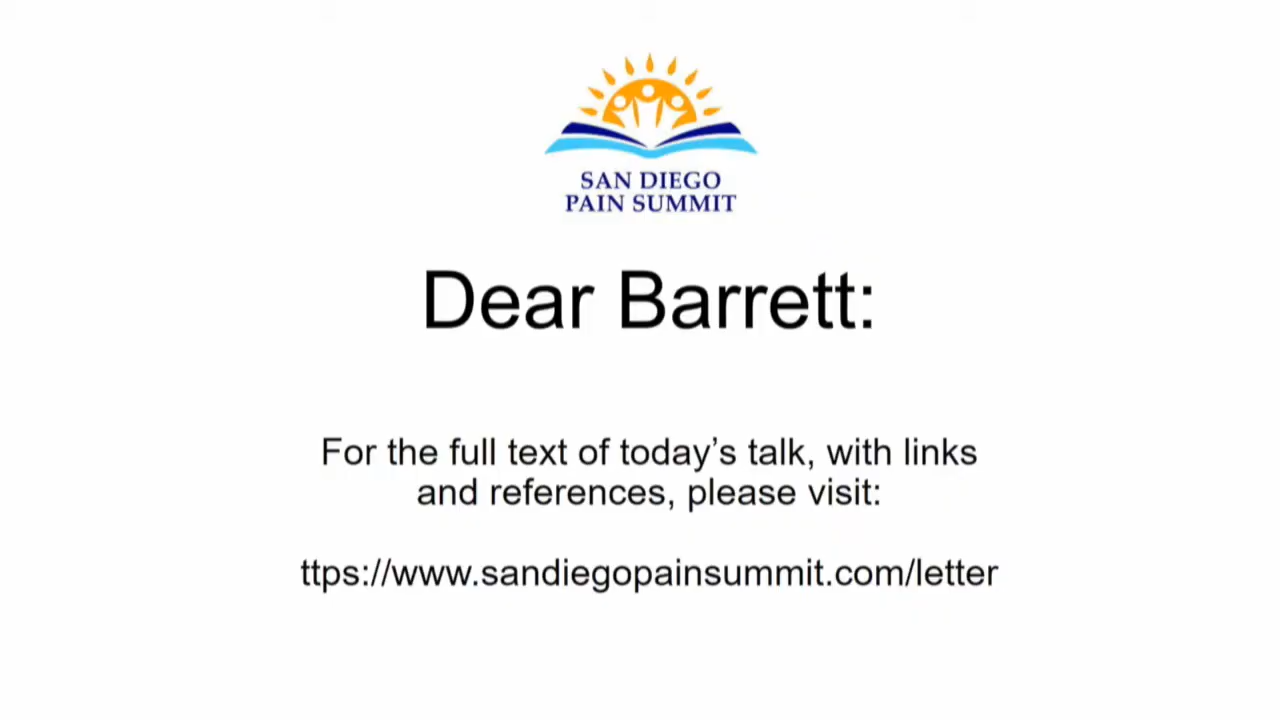 SAN DIEGO
PAIN SUMMIT
Dear Barrett:
For the full text of today’s talk, with links
and references, please visit:
ttps://www.sandiegopainsummit.com/letter